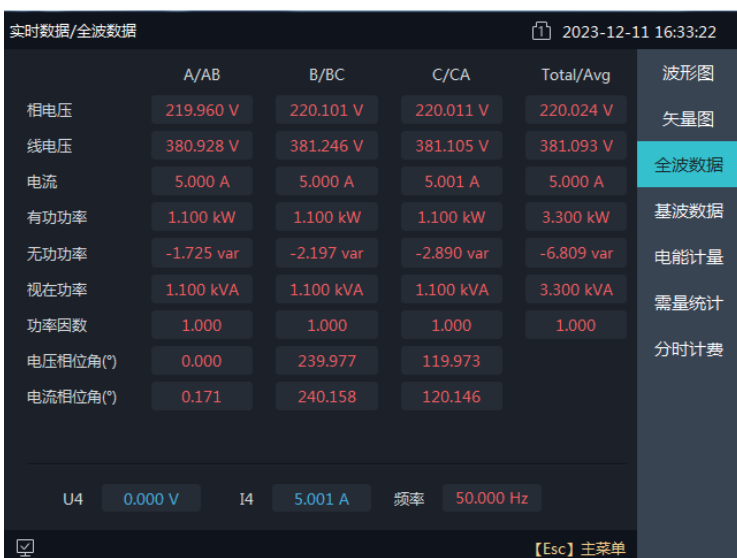 实时数据/全波数据 1 2023-12-11 16:33:22
A/AB B/BC C/CA Total/Avg 波形图
相电压 219.960 V 220.101 V 220.011 V 220.024 V 矢量图
线电压 380.928 V 381.246 V 381.105 V 381.093 V 全波数据
电流 5.000 A 5.000 A 5.001 A 5.000 A
有功功率 1.100 kW 1.100 kW 1.100 kW 3.300 kW 基波数据
无功功率 -1.725 var -2.197 var -2.890 var -6.809 var 电能计量
视在功率 1.100 kVA 1.100 kVA 1.100 kVA 3.300 kVA 需量统计
功率因数 1.000 1.000 1.000 1.000
电压相位角(°) 0.000 239.977 119.973 分时计费
电流相位角(°) 0.171 240.158 120.146
U4 0.000 V I4 5.001 A 频率 50.000 Hz
【Esc】主菜单